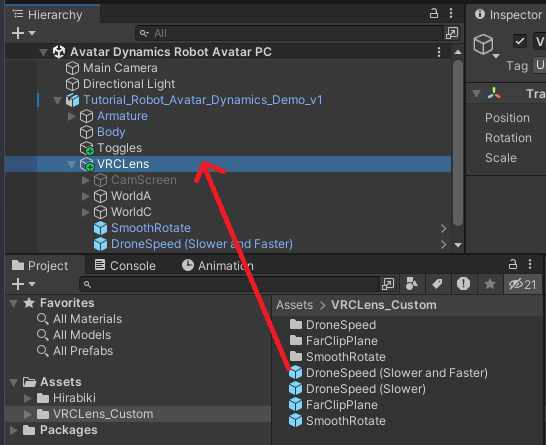 Hierarchy
Inspector
All
Avatar Dynamics Robot Avatar PC
Main Camera
Directional Light
Tutorial_Robot_Avatar_Dynamics_Demo_v1
Armature
Body
Toggles
VRCLens
CamScreen
WorldA
WorldC
SmoothRotate
DroneSpeed (Slower and Faster)
V
Tag U
Tra
Position
Rotation
Scale
Project
Console
Animation
21
Favorites
All Materials
All Models
All Prefabs
Assets
Hirabiki
VRCLens_Custom
Packages
Assets > VRCLens_Custom
DroneSpeed
FarClipPlane
SmoothRotate
DroneSpeed (Slower and Faster)
DroneSpeed (Slower)
FarClipPlane
SmoothRotate